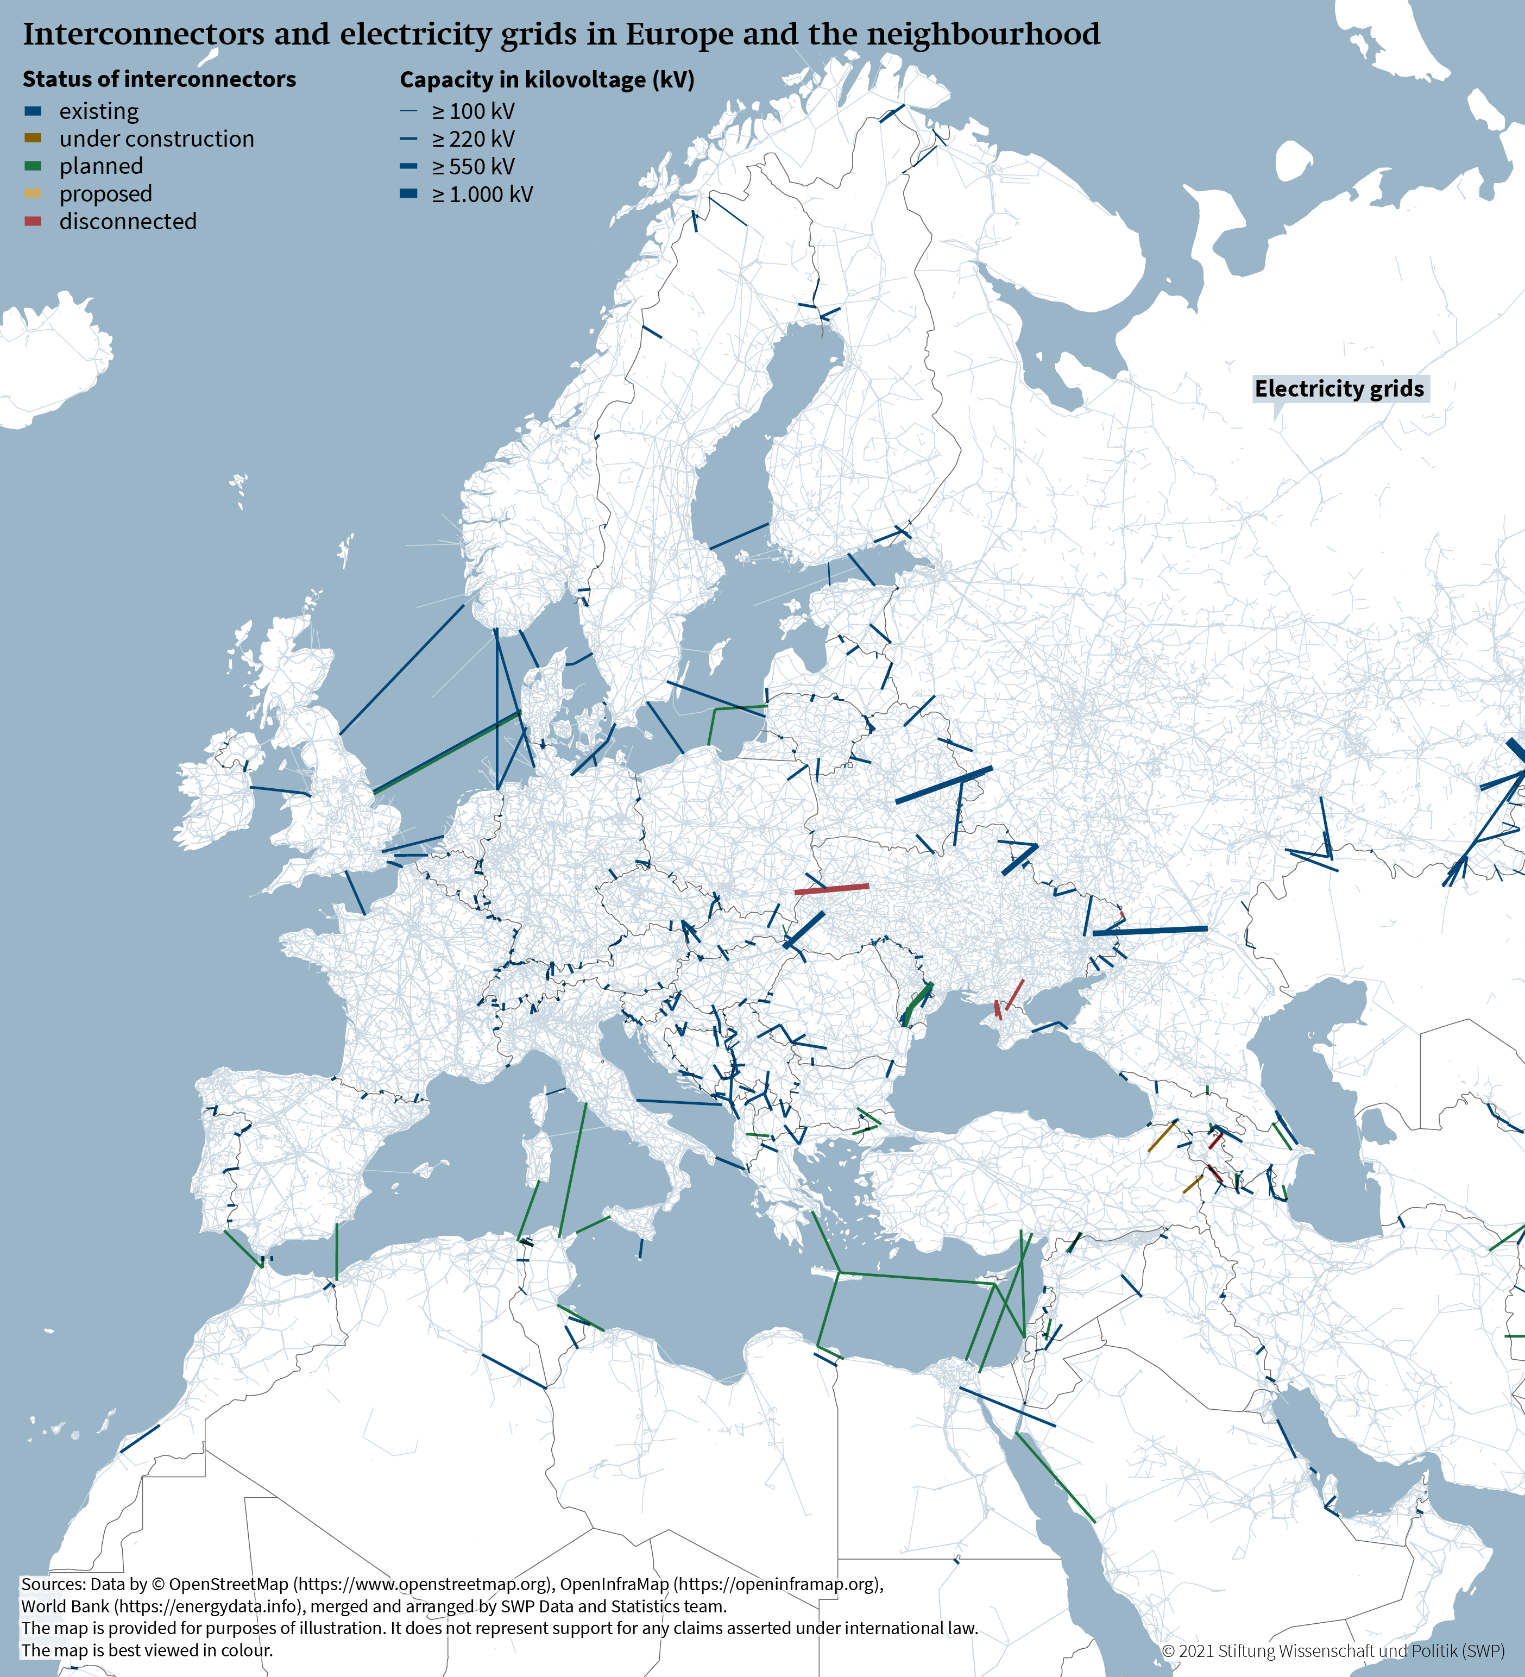 Interconnectors and electricity grids in Europe and the neighbourhood
Status of interconnectors
existing
under construction
planned
proposed
disconnected
Capacity in kilovoltage (kV)
≥ 100 kV
≥ 220 kV
≥ 550 kV
≥ 1.000 kV
Electricity grids
Sources: Data by © OpenStreetMap (https://www.openstreetmap.org), OpenInfraMap (https://openinframap.org),
World Bank (https://energydata.info), merged and arranged by SWP Data and Statistics team.
The map is provided for purposes of illustration. It does not represent support for any claims asserted under international law.
The map is best viewed in colour.
© 2021 Stiftung Wissenschaft und Politik (SWP)